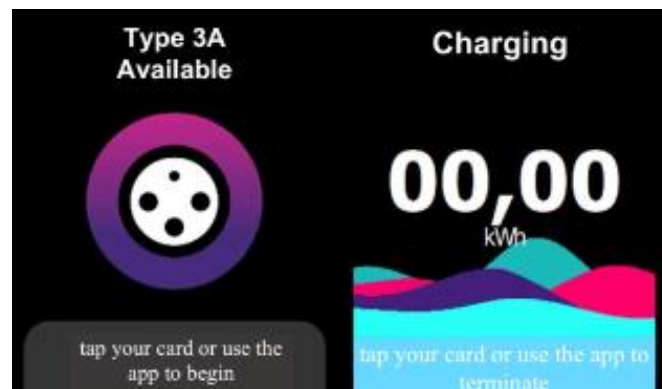 Type 3A
Available
tap your card or use the
app to begin
Charging
00,00
kWh
tap your card or use the app to
terminate